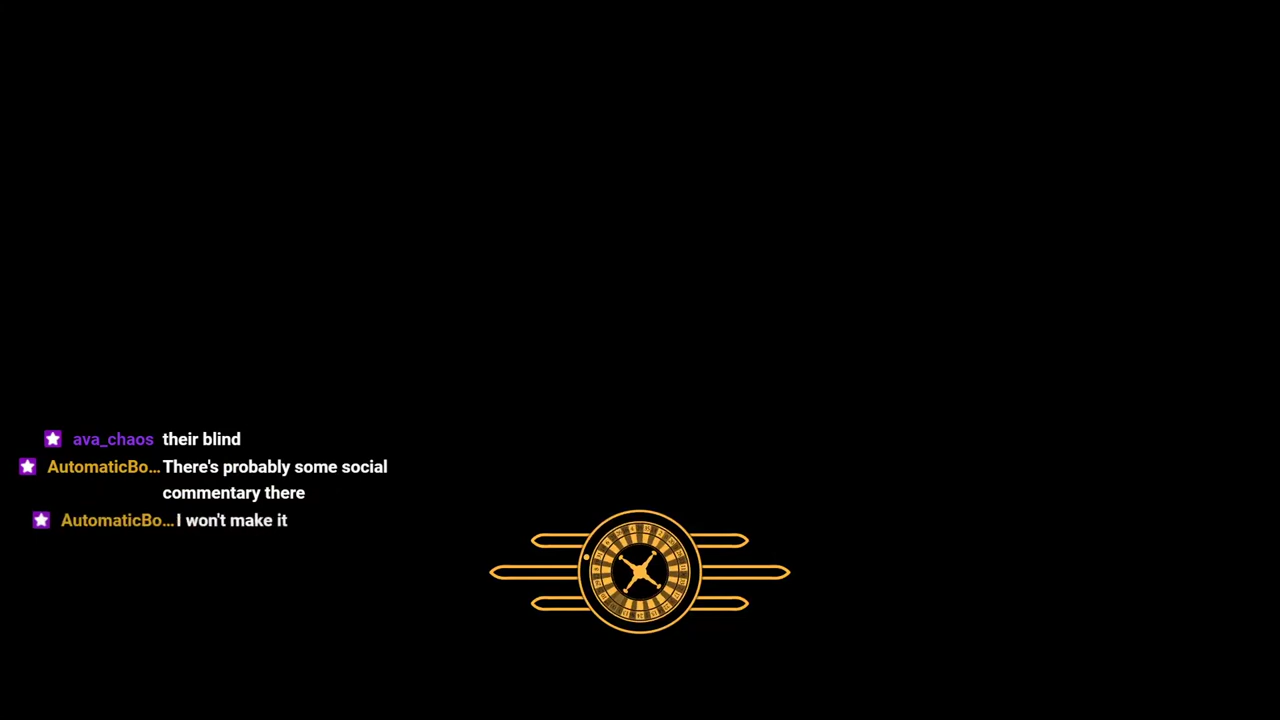 ava_chaos their blind
AutomaticBo... There's probably some social
commentary there
AutomaticBo... I won't make it